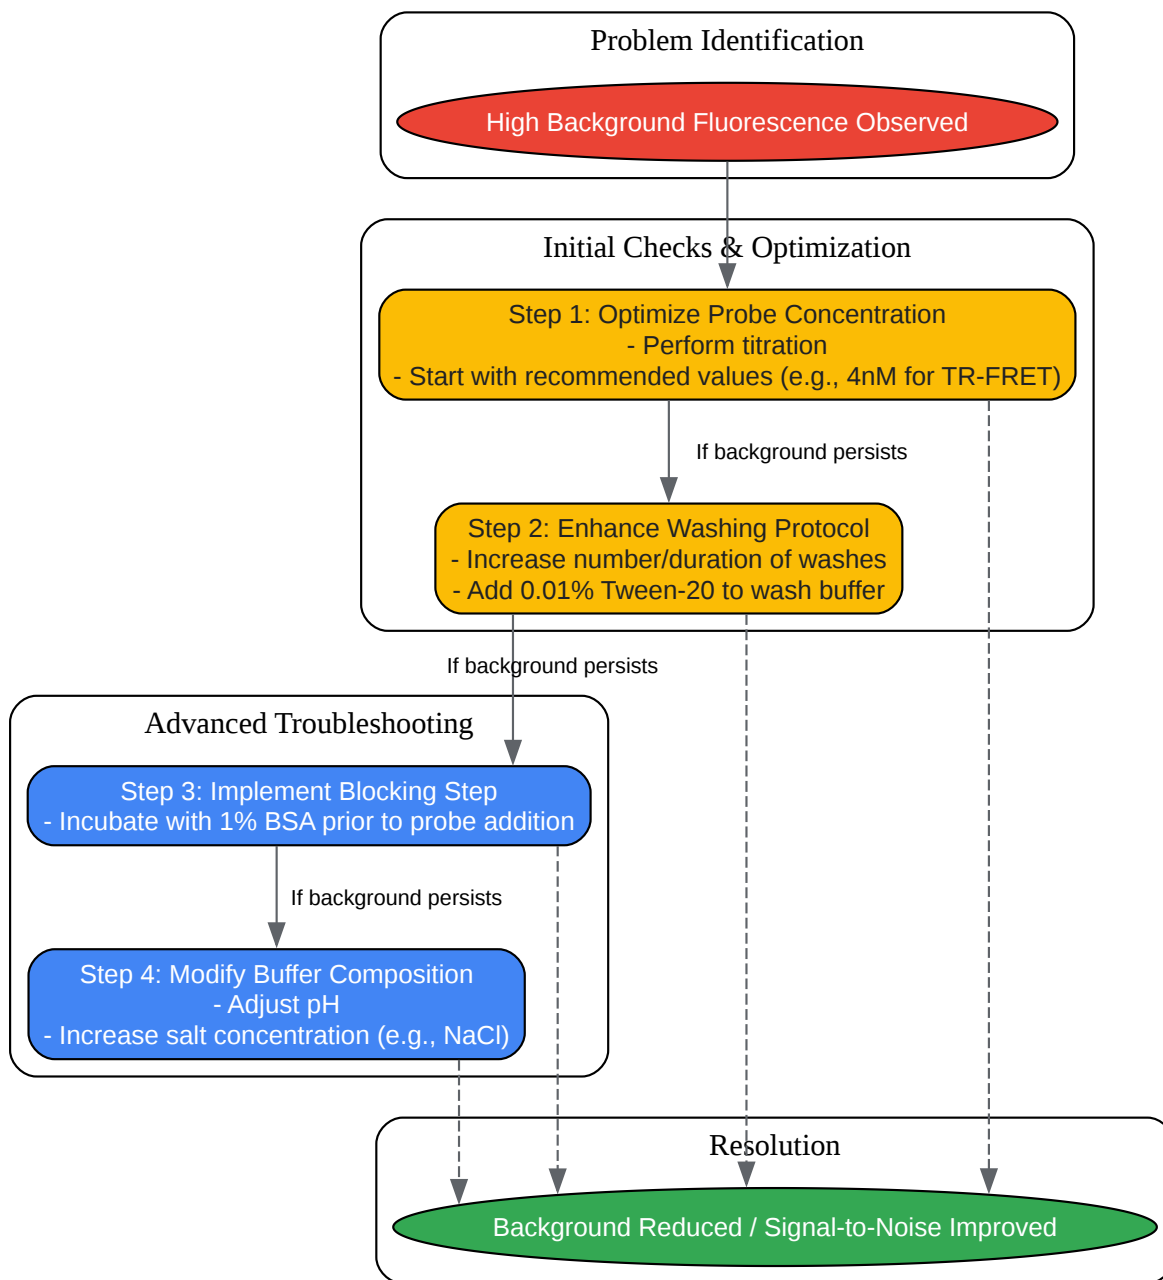 Problem Identification
High Background Fluorescence Observed
Initial Checks & Optimization
Step 1: Optimize Probe Concentration
- Perform titration
- Start with recommended values (e.g., 4nM for TR-FRET)
If background persists
Step 2: Enhance Washing Protocol
- Increase number/duration of washes
- Add 0.01% Tween-20 to wash buffer
If background persists
Advanced Troubleshooting
Step 3: Implement Blocking Step
- Incubate with 1% BSA prior to probe addition
If background persists
Step 4: Modify Buffer Composition
- Adjust pH
- Increase salt concentration (e.g., NaCl)
Resolution
Background Reduced / Signal-to-Noise Improved